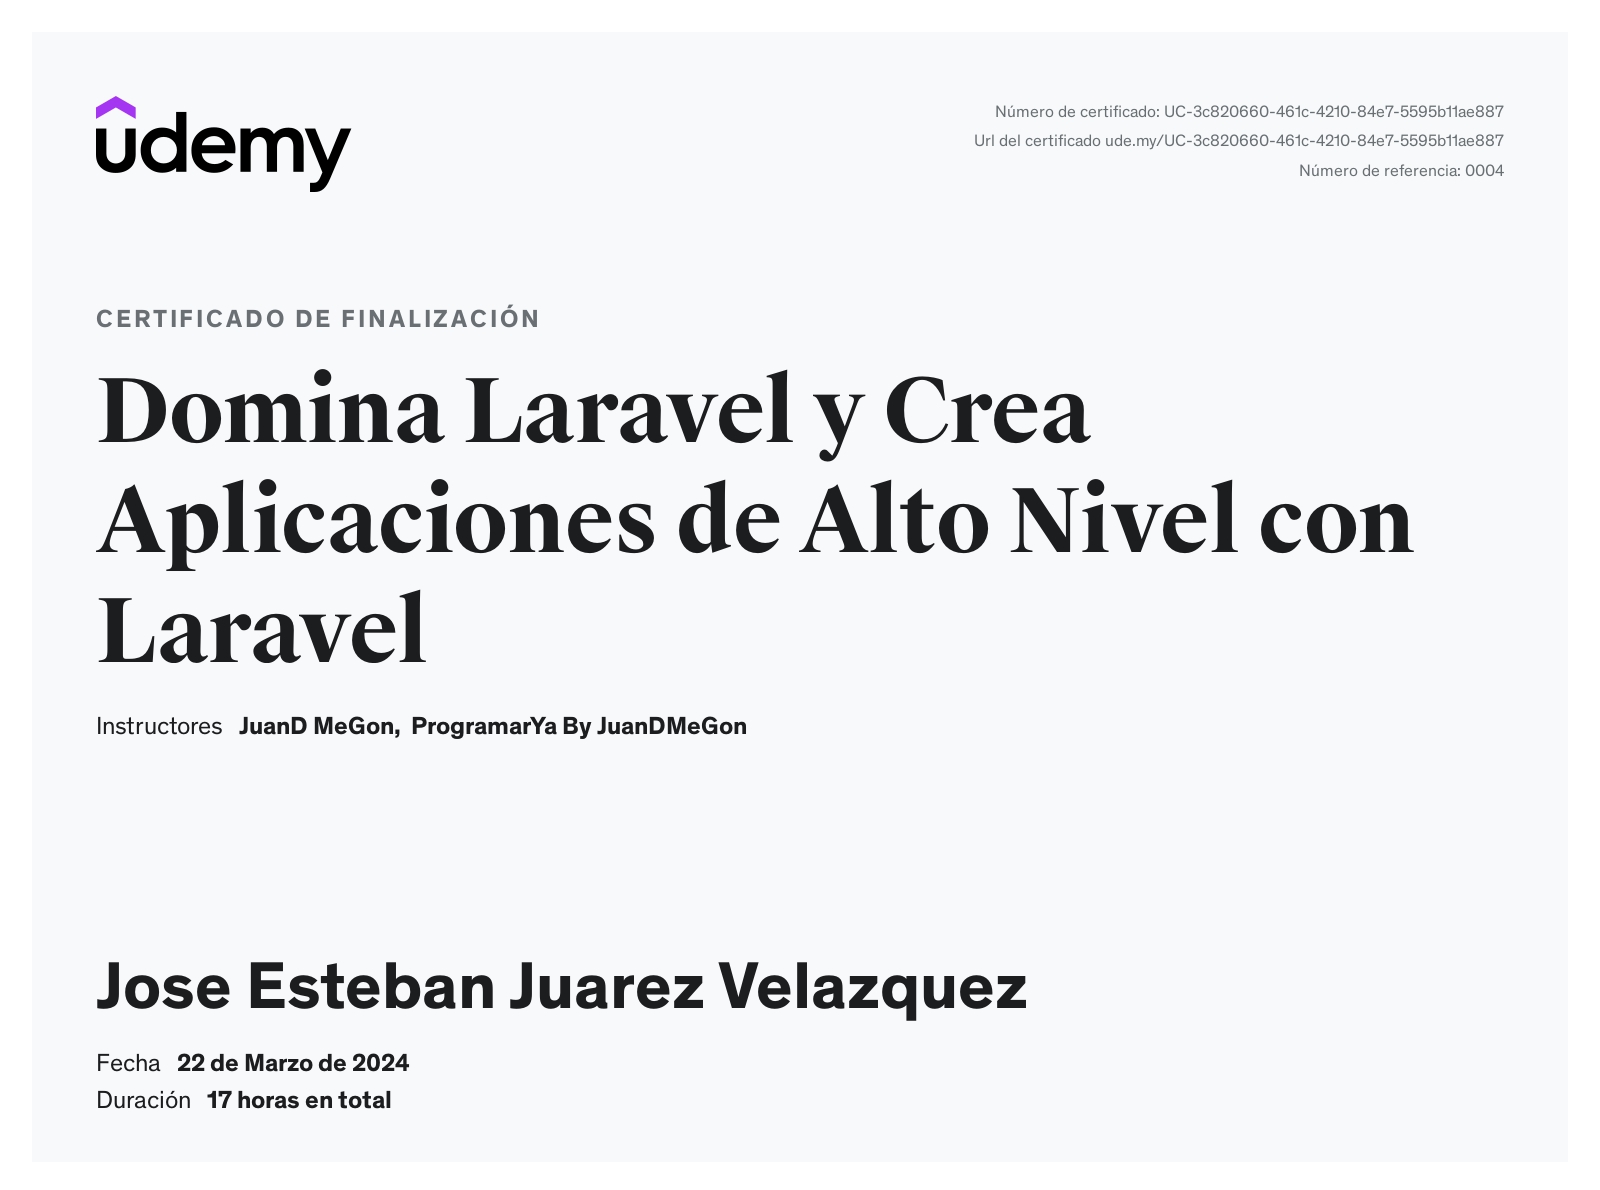 udemy
Número de certificado: UC-3c820660-461c-4210-84e7-5595b11ae887
Url del certificado ude.my/UC-3c820660-461c-4210-84e7-5595b11ae887
Número de referencia: 0004
CERTIFICADO DE FINALIZACIÓN
Domina Laravel y Crea
Aplicaciones de Alto Nivel con
Laravel
Instructores JuanD MeGon, ProgramarYa By JuanDMeGon
Jose Esteban Juarez Velazquez
Fecha 22 de Marzo de 2024
Duración 17 horas en total